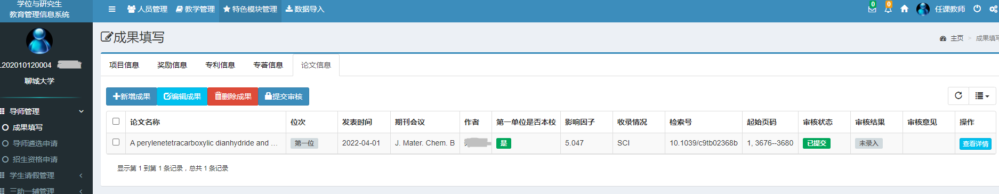 学位与研究生
教育管理信息系统
人员管理 教学管理 特色模块管理 数据导入
0 0 任课教师
202010120004
聊城大学
导师管理
成果填写
导师遴选申请
招生资格申请
学生请假管理
三助一辅管理
成果填写
主页 > 成果填写
项目信息 奖励信息 专利信息 专著信息 论文信息
新增成果 编辑成果 删除成果 提交审核
论文名称 位次 发表时间 期刊会议 作者 第一单位是否本校 影响因子 收录情况 检索号 起始页码 审核状态 审核结果 审核意见 操作
A perylenetetracarboxylic dianhydride and ... 第一位 2022-04-01 J. Mater. Chem. B 是 5.047 SCI 10.1039/c9tb02368b 1, 3676--3680 已提交 未录入 查看详情
显示第 1 到第 1 条记录，总共 1 条记录